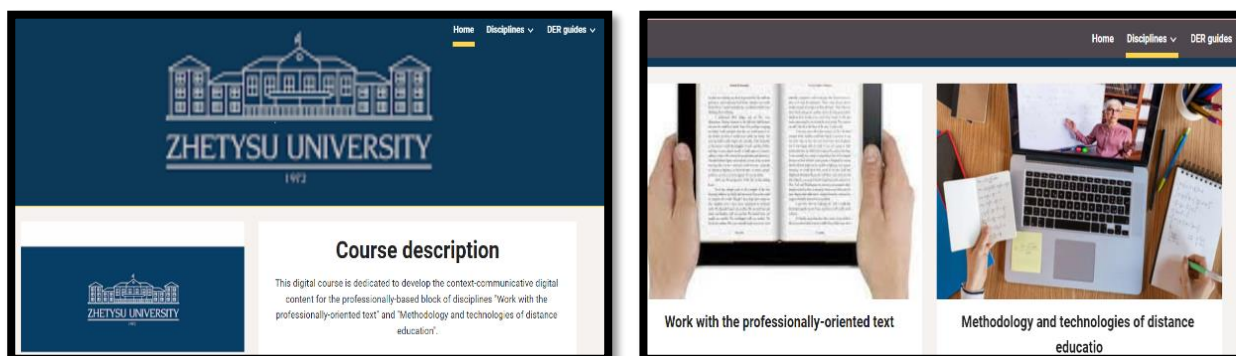 Home Disciplines DER guides
ZHETYSU UNIVERSITY
1972
ZHETYSU UNIVERSITY
Course description
This digital course is dedicated to develop the context-communicative digital
content for the professionally-based block of disciplines "Work with the
professionally-oriented text" and "Methodology and technologies of distance
education".
Home Disciplines DER guides
Work with the professionally-oriented text
Methodology and technologies of distance
educatio